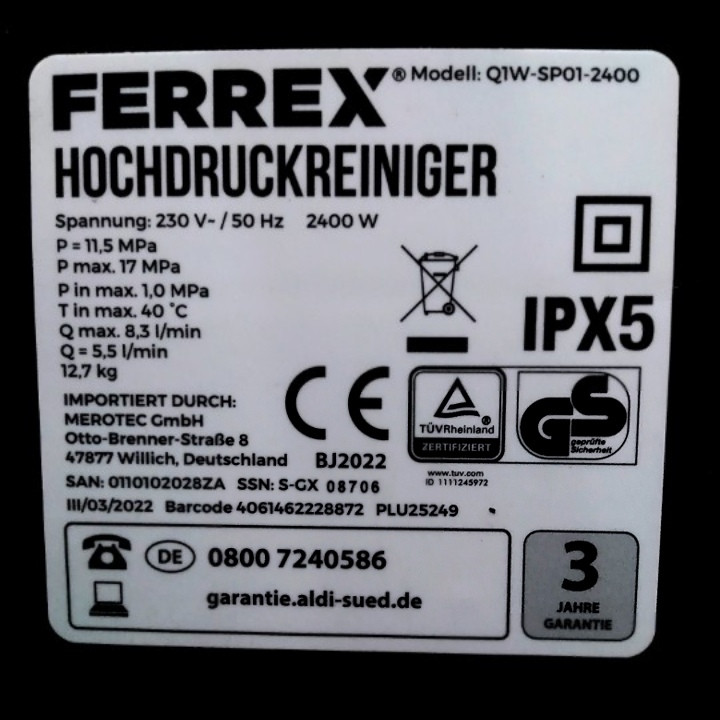 FERREX® Modell: Q1W-SP01-2400
HOCHDRUCKREINIGER
Spannung: 230 V~ / 50 Hz 2400 W
P = 11,5 MPa
P max. 17 MPa
P in max. 1,0 MPa
T in max. 40 °C
Q max. 8,3 l/min
Q = 5,5 l/min
12,7 kg
IPX5
IMPORTIERT DURCH:
MEROTEC GmbH
Otto-Brenner-Straße 8
47877 Willich, Deutschland
CE
BJ2022
®
TÜVRheinland
ZERTIFIZIERT
www.tuv.com
ID 1111245972
GS
geprüfte
Sicherheit
SAN: 0110102028ZA SSN: S-GX 08706
III/03/2022 Barcode 4061462228872 PLU25249
DE 0800 7240586
garantie.aldi-sued.de
3
JAHRE
GARANTIE